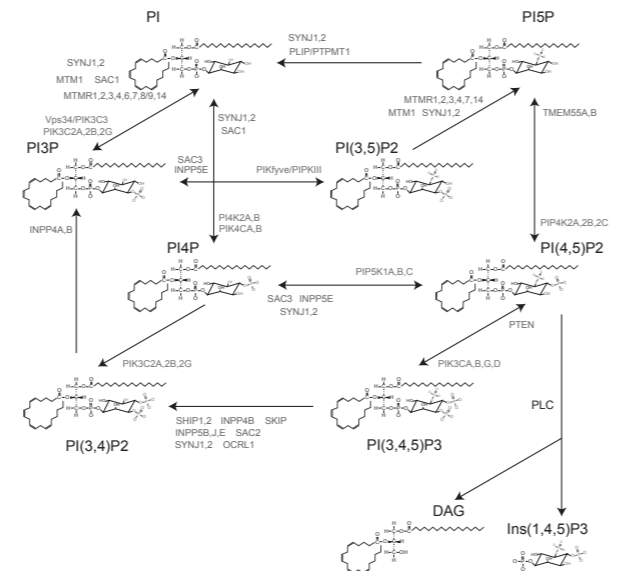 PI
PI5P
SYNJ1,2
PLIP/PTPMT1
SYNJ1,2
MTM1 SAC1
MTMR1,2,3,4,6,7,8/9,14
MTMR1,2,3,4,7,14
MTM1 SYNJ1,2
TMEM55A,B
Vps34/PIK3C3
PIK3C2A,2B,2G
SYNJ1,2
SAC1
PI3P
PI(3,5)P2
SAC3
INPP5E
PIKfyve/PIPKIII
INPP4A,B
PI4K2A,B
PIK4CA,B
PIP4K2A,2B,2C
PI4P
PI(4,5)P2
PIP5K1A,B,C
SAC3 INPP5E
SYNJ1,2
PTEN
PIK3C2A,2B,2G
PIK3CA,B,G,D
SHIP1,2 INPP4B SKIP
INPP5B,J,E SAC2
SYNJ1,2 OCRL1
PLC
PI(3,4)P2
PI(3,4,5)P3
DAG
Ins(1,4,5)P3